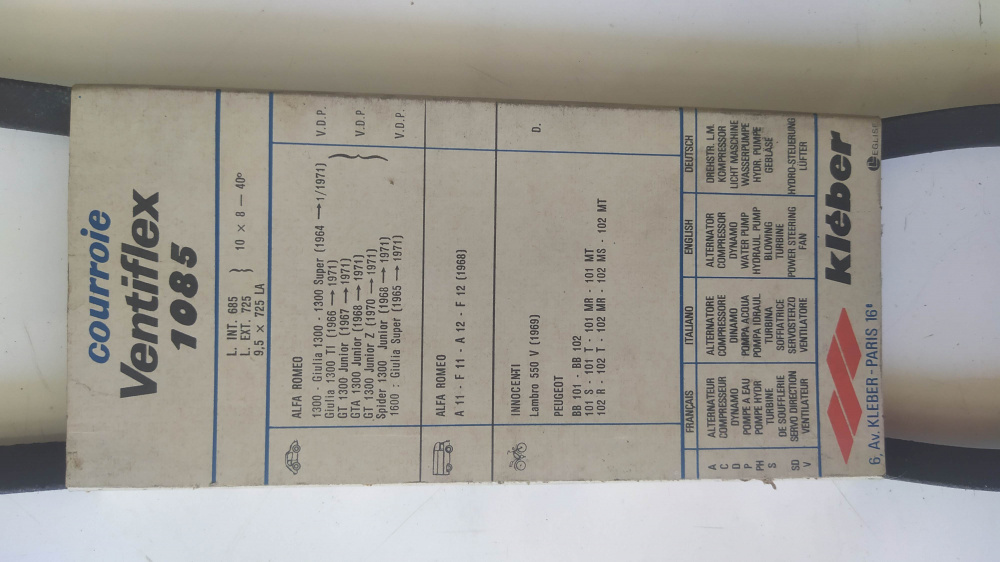 courroie
Ventiflex
1085
L. INT. 685
L. EXT. 725
9,5 × 725 LA
} 10 × 8 — 40º
ALFA ROMEO
1300 - Giulia 1300 - 1300 Super (1964 → 1/1971) V.D.P.
Giulia 1300 TI (1966 → 1971)
GT 1300 Junior (1967 → 1971)
GTA 1300 Junior (1968 → 1971)
GT 1300 Junior Z (1970 → 1971)
Spider 1300 Junior (1968 → 1971)
} V.D.P.
1600 : Giulia Super (1965 → 1971) V.D.P.
ALFA ROMEO
A 11 - F 11 - A 12 - F 12 (1968)
INNOCENTI
Lambro 550 V (1969) D.
PEUGEOT
BB 101 - BB 102
101 S - 101 T - 101 MR - 101 MT
102 R - 102 T - 102 MR - 102 MS - 102 MT
FRANÇAIS ITALIANO ENGLISH DEUTSCH
A ALTERNATEUR ALTERNATORE ALTERNATOR DREHSTR. L.M.
C COMPRESSEUR COMPRESSORE COMPRESSOR KOMPRESSOR
D DYNAMO DINAMO DYNAMO LICHT MASCHINE
P POMPE A EAU POMPA ACQUA WATER PUMP WASSERPUMPE
PH POMPE HYDR POMPA IDRAUL HYDRAUL PUMP HYDR. PUMPE
S TURBINE TURBINA BLOWING GEBLÄSE
DE SOUFFLERIE SOFFIATRICE TURBINE
SD SERVO DIRECTION SERVOSTERZO POWER STEERING HYDRO-STEUERUNG
V VENTILATEUR VENTILATORE FAN LÜFTER
kléber
6, Av. KLEBER - PARIS 16e
LEGLISE